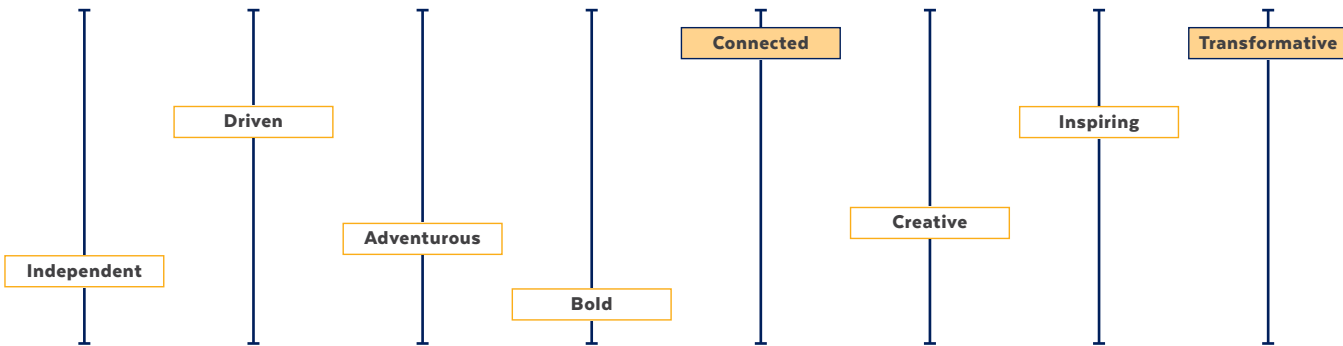 Independent
Driven
Adventurous
Bold
Connected
Creative
Inspiring
Transformative